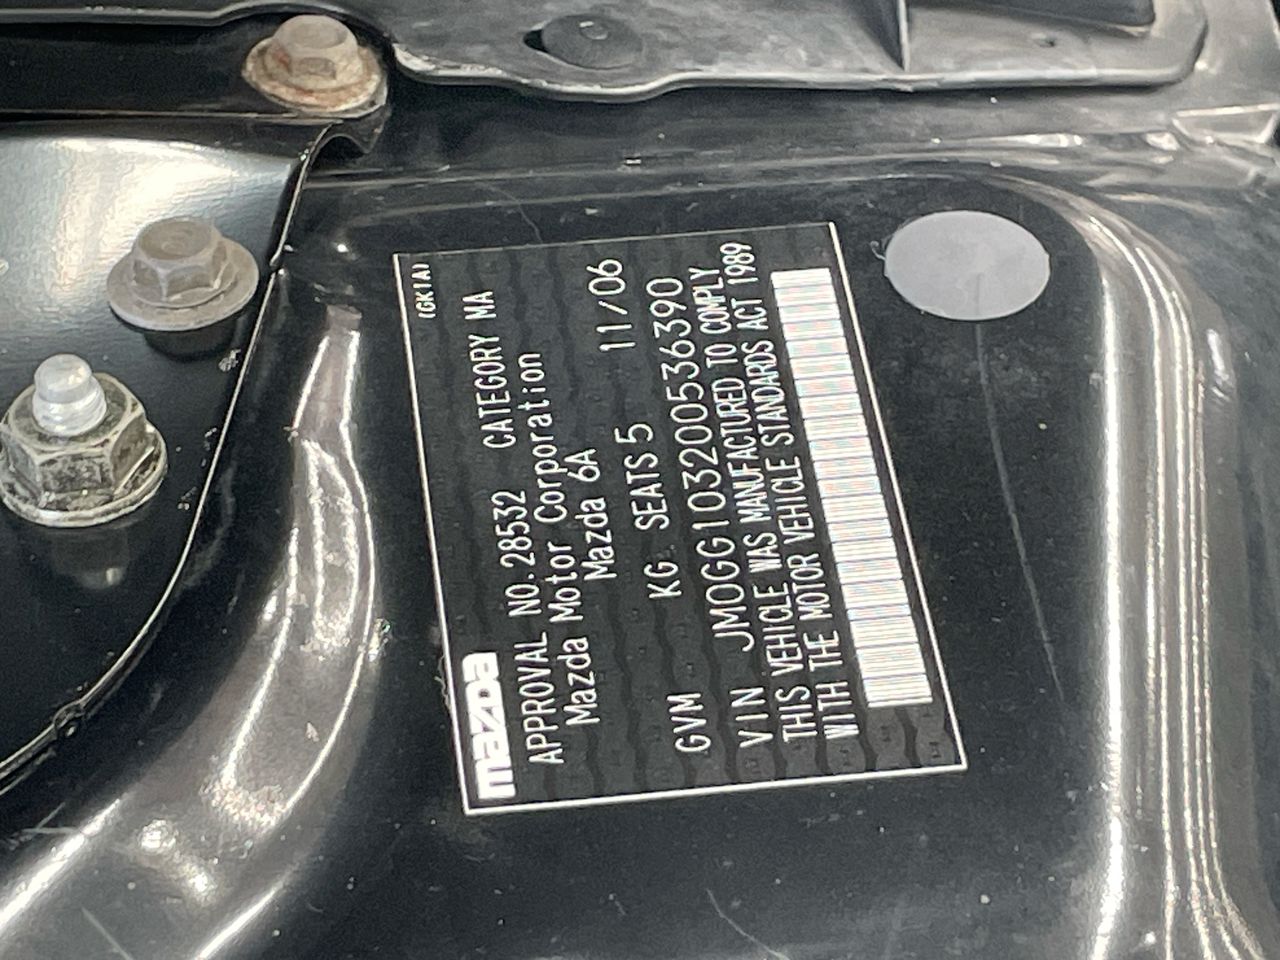 (GK1A)
mazda
APPROVAL NO. 28532 CATEGORY MA
Mazda Motor Corporation
Mazda 6A 11/06
GVM KG SEATS 5
VIN JM0GG103200536390
THIS VEHICLE WAS MANUFACTURED TO COMPLY
WITH THE MOTOR VEHICLE STANDARDS ACT 1989